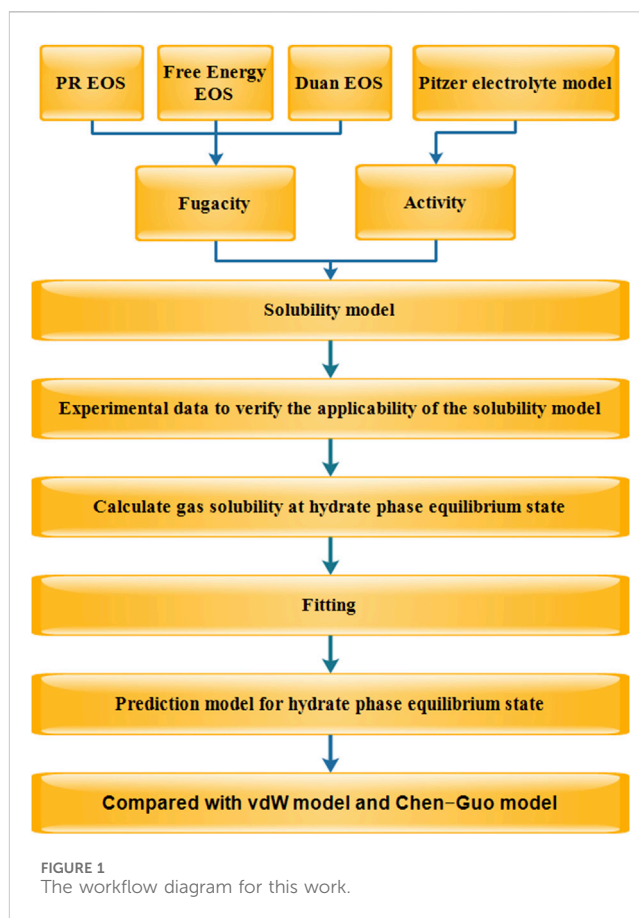 PR EOS
Free Energy
EOS
Duan EOS
Pitzer electrolyte model
Fugacity
Activity
Solubility model
Experimental data to verify the applicability of the solubility model
Calculate gas solubility at hydrate phase equilibrium state
Fitting
Prediction model for hydrate phase equilibrium state
Compared with vdW model and Chen−Guo model
FIGURE 1
The workflow diagram for this work.